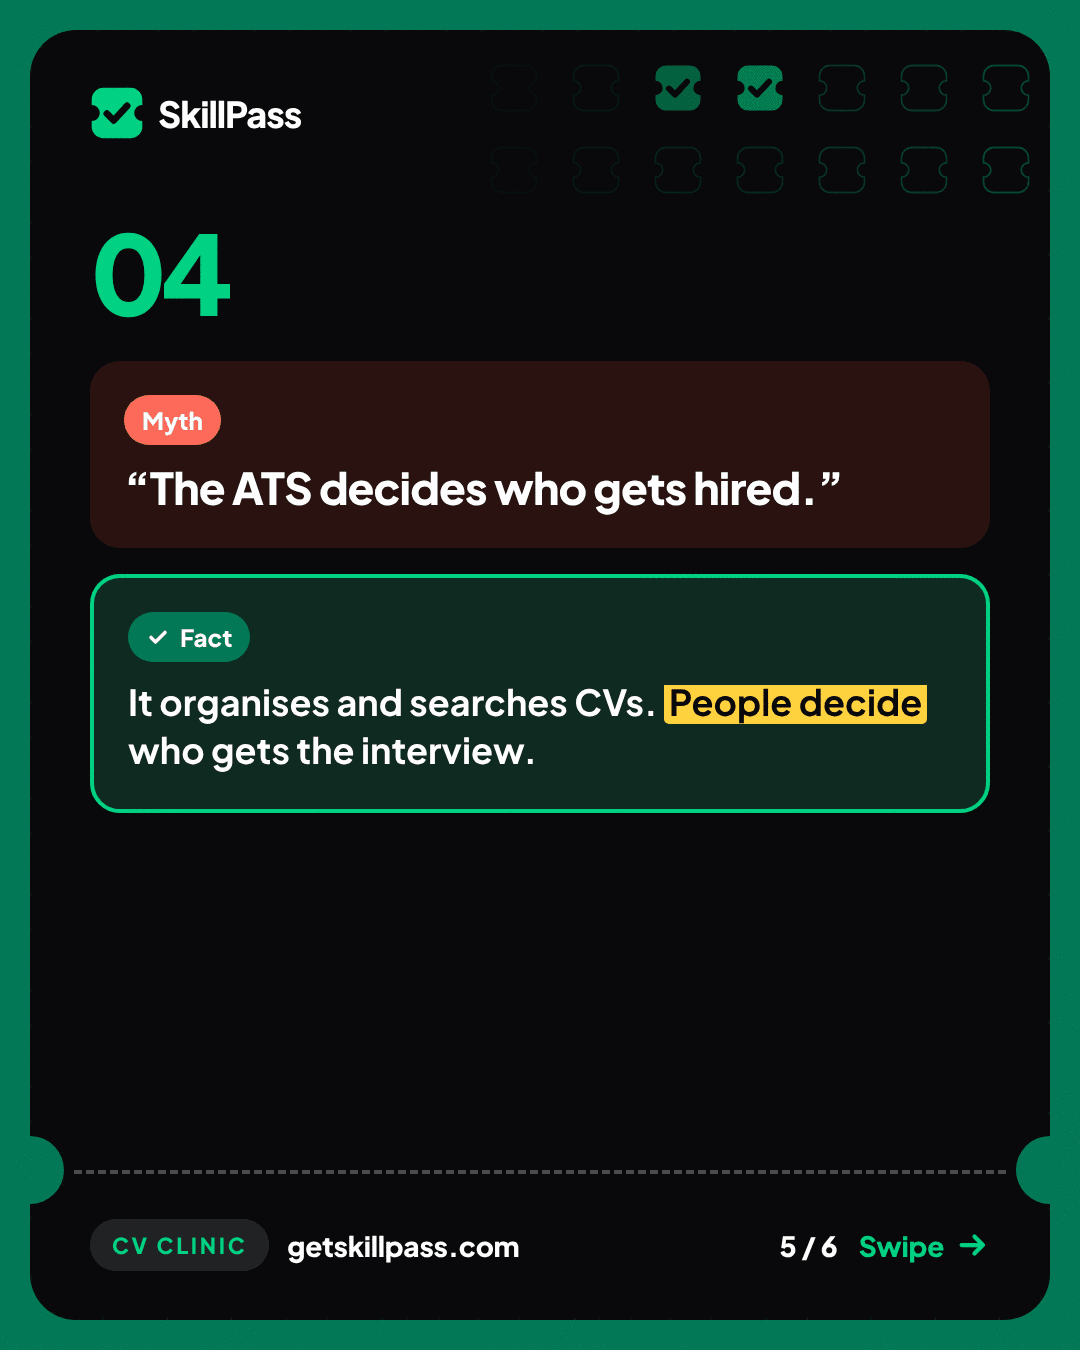 SkillPass
04
Myth
“The ATS decides who gets hired.”
Fact
It organises and searches CVs. People decide
who gets the interview.
CV CLINIC getskillpass.com 5 / 6 Swipe →